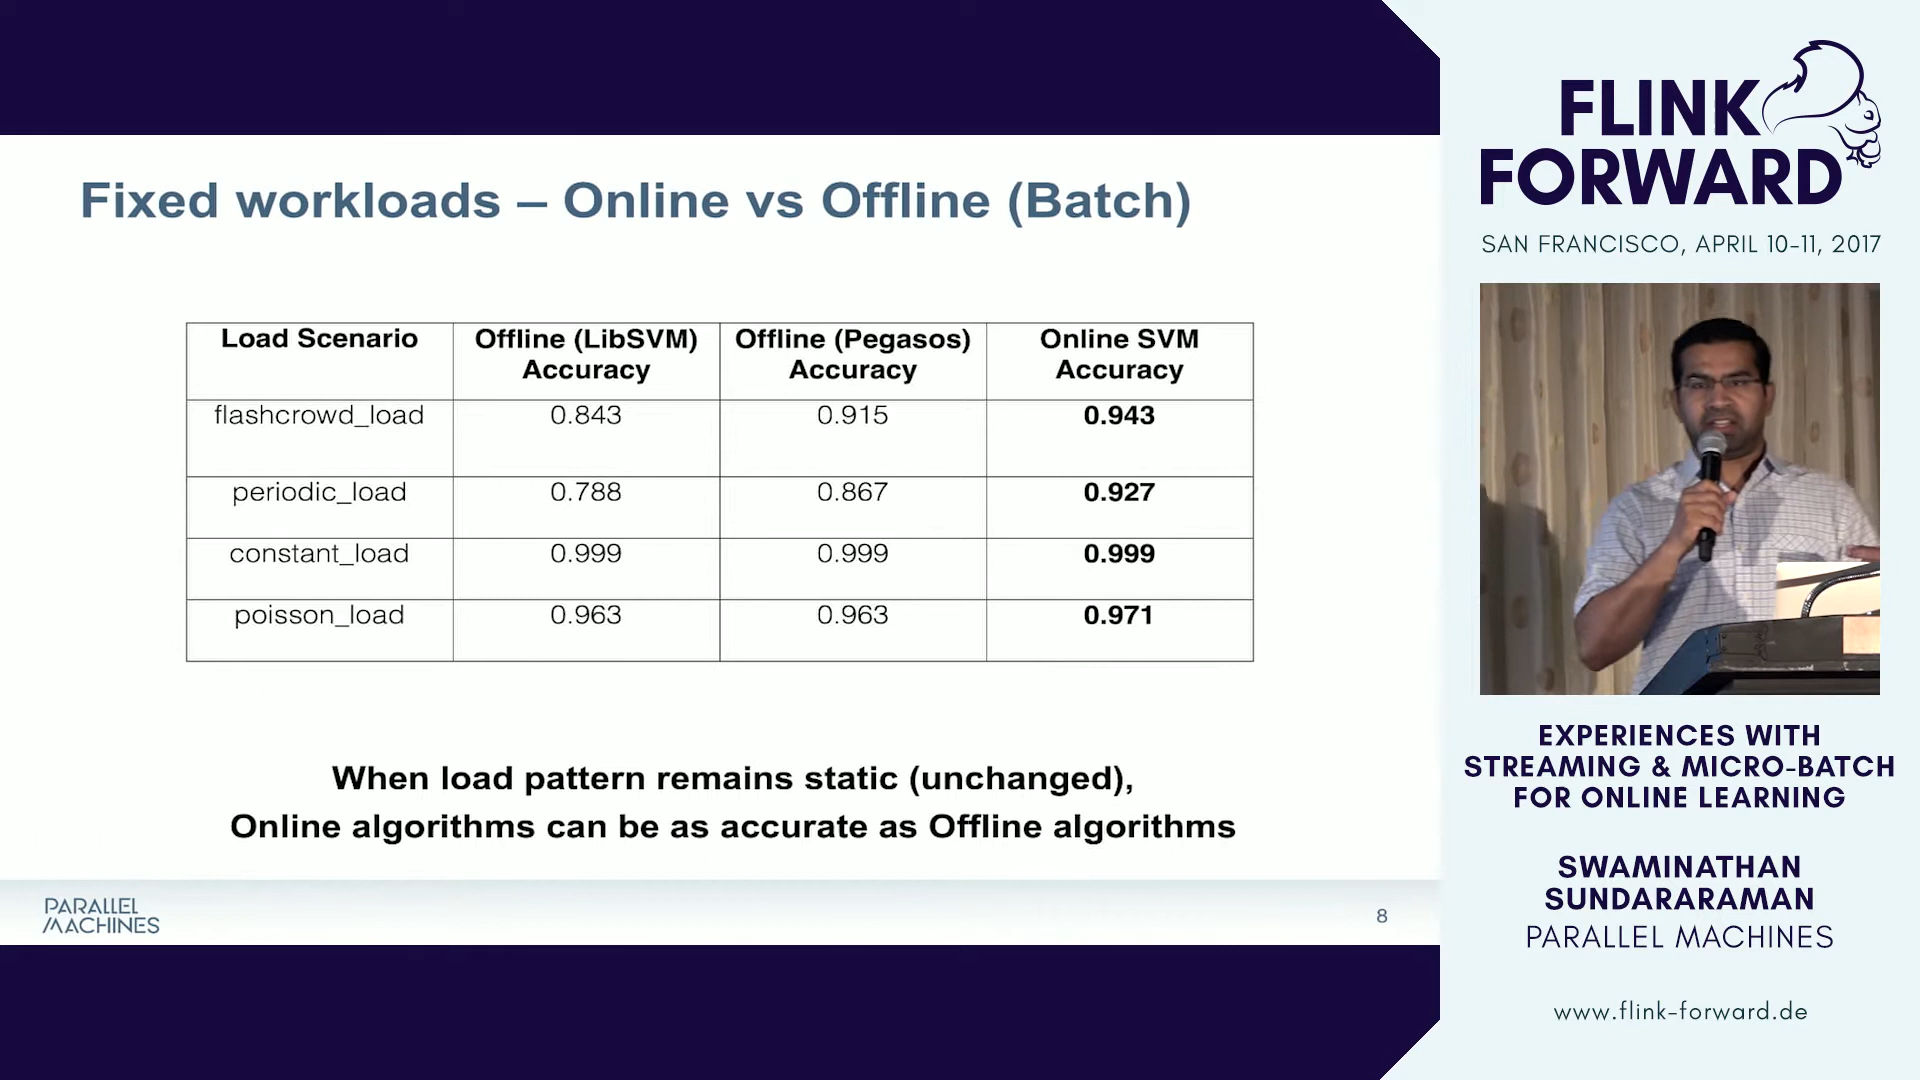 FLINK
FORWARD
SAN FRANCISCO, APRIL 10-11, 2017
Fixed workloads – Online vs Offline (Batch)
Load Scenario Offline (LibSVM) Accuracy Offline (Pegasos) Accuracy Online SVM Accuracy
flashcrowd_load 0.843 0.915 0.943
periodic_load 0.788 0.867 0.927
constant_load 0.999 0.999 0.999
poisson_load 0.963 0.963 0.971
When load pattern remains static (unchanged),
Online algorithms can be as accurate as Offline algorithms
PARALLEL
MACHINES
8
EXPERIENCES WITH
STREAMING & MICRO-BATCH
FOR ONLINE LEARNING
SWAMINATHAN
SUNDARARAMAN
PARALLEL MACHINES
www.flink-forward.de